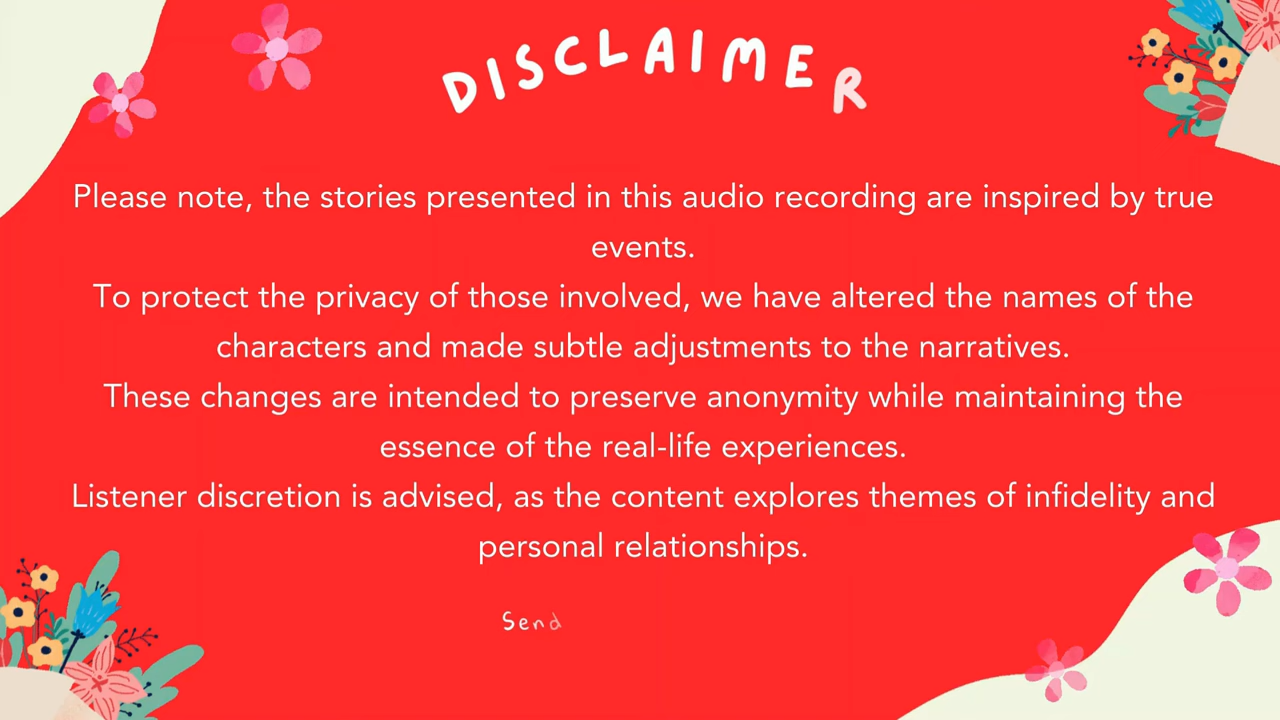 DISCLAIMER
Please note, the stories presented in this audio recording are inspired by true
events.
To protect the privacy of those involved, we have altered the names of the
characters and made subtle adjustments to the narratives.
These changes are intended to preserve anonymity while maintaining the
essence of the real-life experiences.
Listener discretion is advised, as the content explores themes of infidelity and
personal relationships.
Send